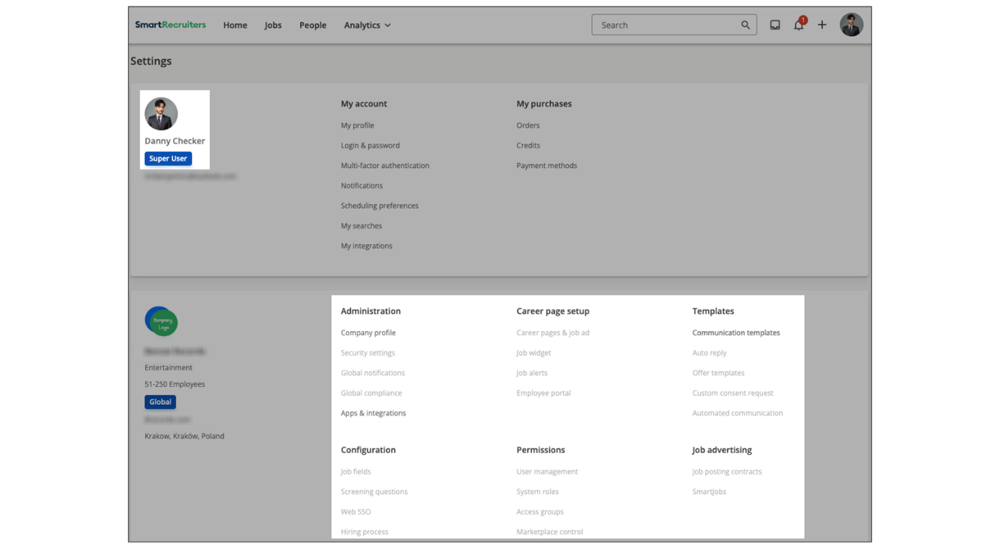 SmartRecruiters Home Jobs People Analytics Search 1
Settings
Danny Checker
Super User
My account
My profile
Login & password
Multi-factor authentication
Notifications
Scheduling preferences
My searches
My integrations
My purchases
Orders
Credits
Payment methods
Company
Logo
Entertainment
51-250 Employees
Global
Krakow, Kraków, Poland
Administration
Company profile
Security settings
Global notifications
Global compliance
Apps & integrations
Career page setup
Career pages & job ad
Job widget
Job alerts
Employee portal
Templates
Communication templates
Auto reply
Offer templates
Custom consent request
Automated communication
Configuration
Job fields
Screening questions
Web SSO
Hiring process
Permissions
User management
System roles
Access groups
Marketplace control
Job advertising
Job posting contracts
SmartJobs